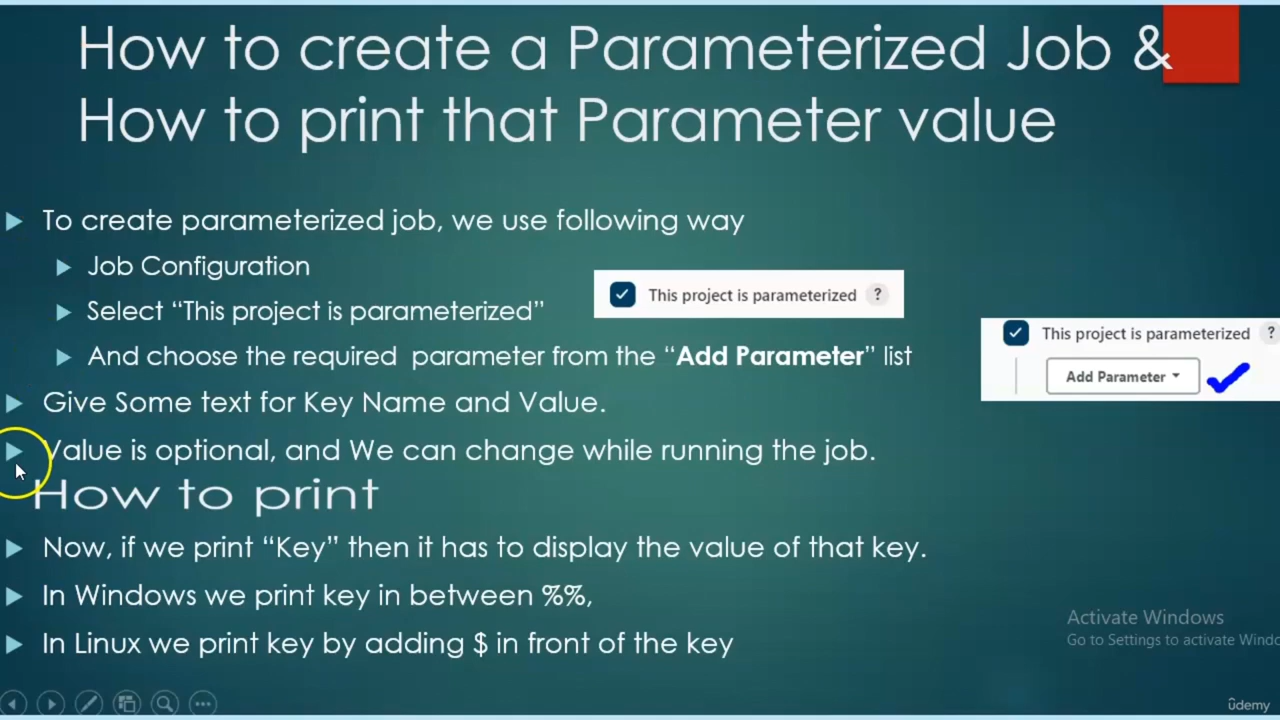 How to create a Parameterized Job &
How to print that Parameter value
To create parameterized job, we use following way
Job Configuration
Select “This project is parameterized”
This project is parameterized ?
And choose the required parameter from the “Add Parameter” list
This project is parameterized ?
Add Parameter
Give Some text for Key Name and Value.
Value is optional, and We can change while running the job.
How to print
Now, if we print “Key” then it has to display the value of that key.
In Windows we print key in between %%,
In Linux we print key by adding $ in front of the key
Activate Windows
Go to Settings to activate Windo
ûdemy